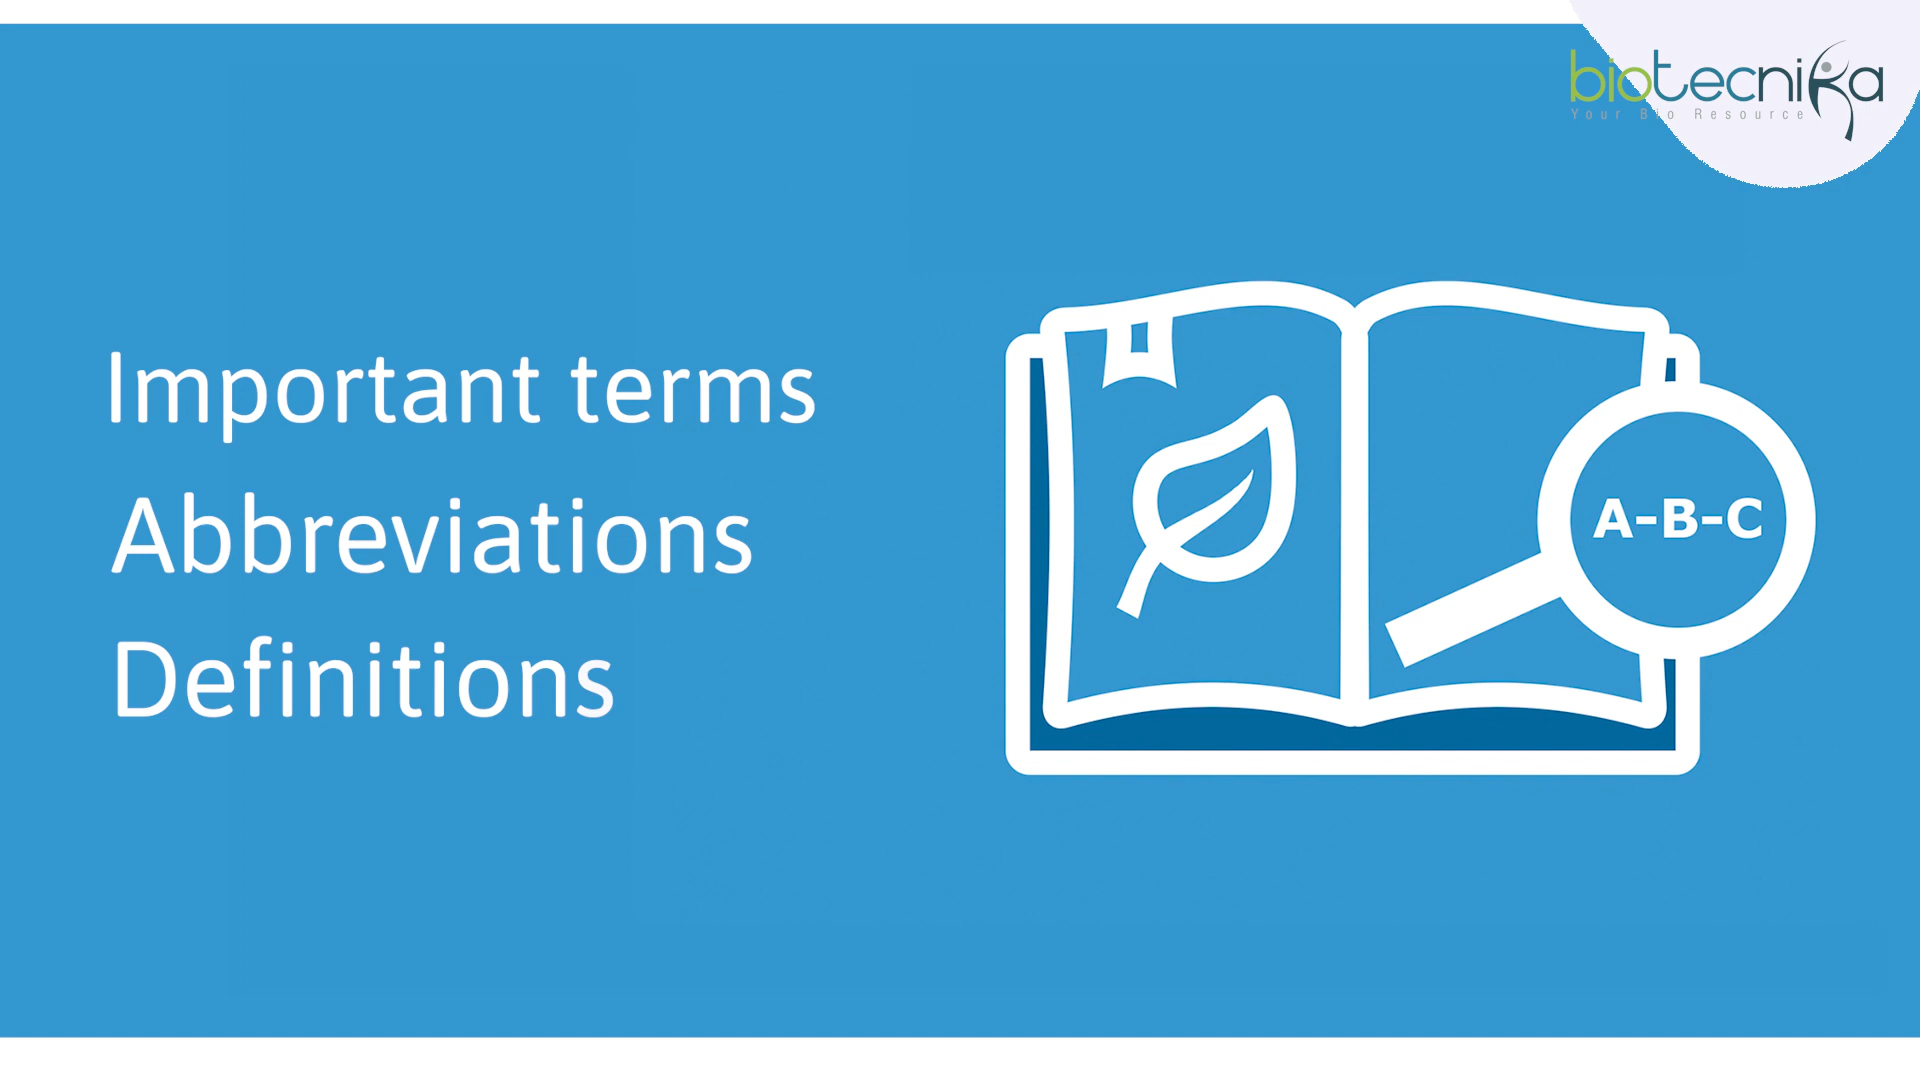 biotecnika
Your Bio Resource
Important terms
Abbreviations
Definitions
A-B-C